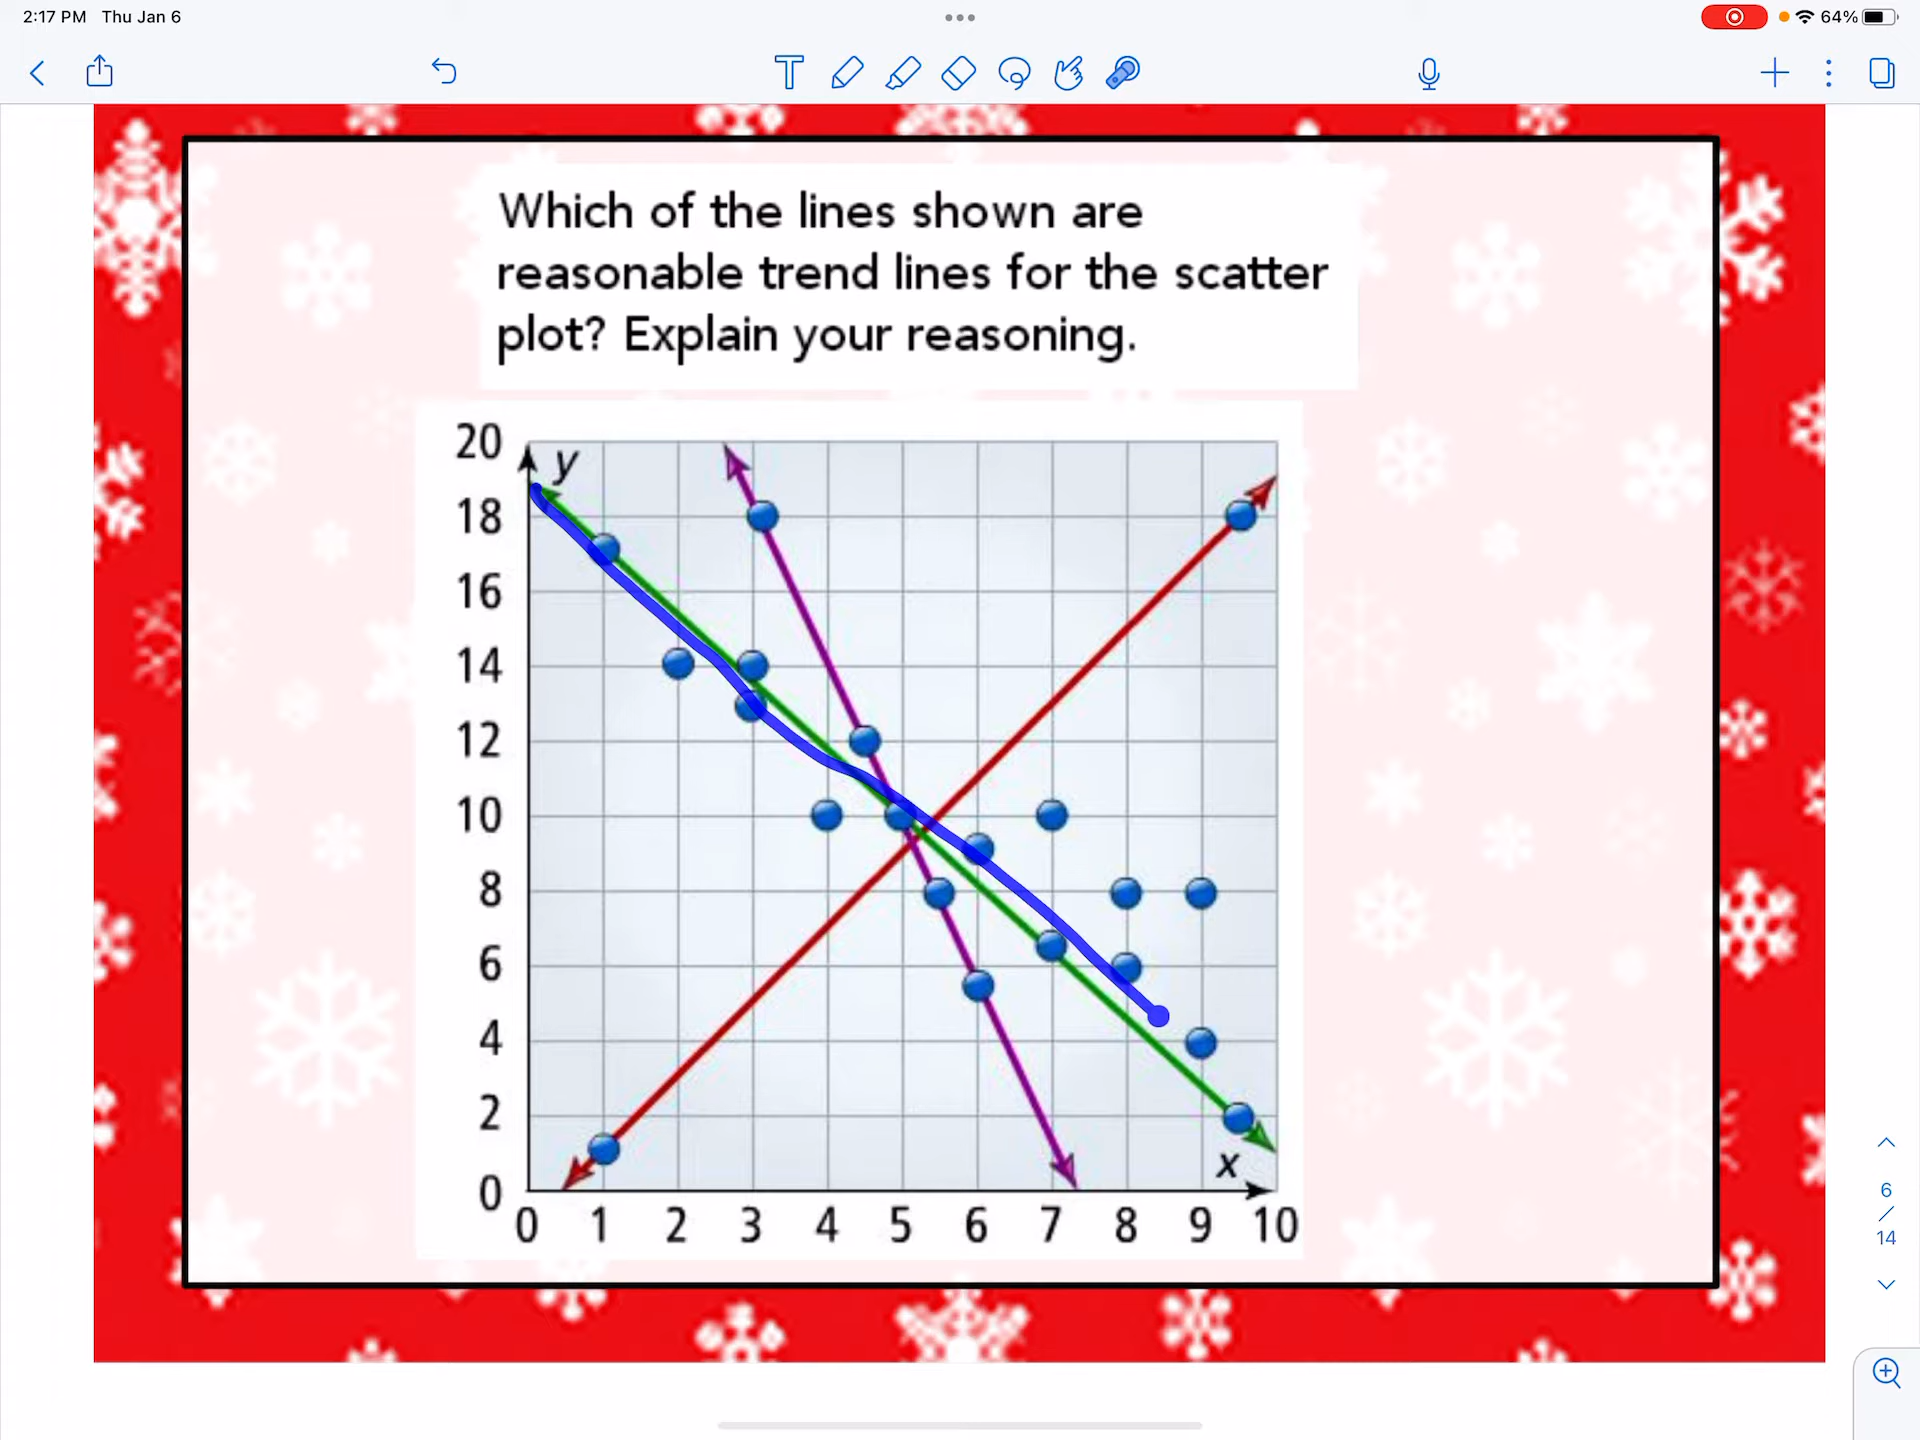 2:17 PM Thu Jan 6
64%
T
Which of the lines shown are
reasonable trend lines for the scatter
plot? Explain your reasoning.
20
y
18
16
14
12
10
8
6
4
2
x
0
0 1 2 3 4 5 6 7 8 9 10
6
/
14